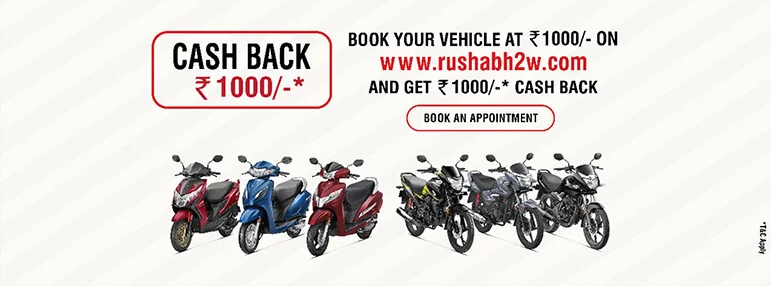 CASH BACK
₹ 1000/-*
BOOK YOUR VEHICLE AT ₹ 1000/- ON
www.rushabh2w.com
AND GET ₹ 1000/-* CASH BACK
BOOK AN APPOINTMENT
*T&C Apply